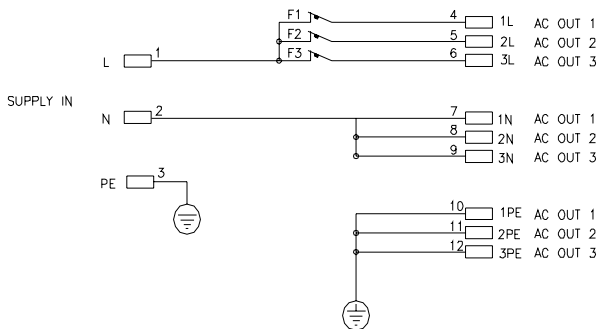 F1 4 1L AC OUT 1
F2 5 2L AC OUT 2
L 1 F3 6 3L AC OUT 3
SUPPLY IN
N 2 7 1N AC OUT 1
8 2N AC OUT 2
9 3N AC OUT 3
PE 3
10 1PE AC OUT 1
11 2PE AC OUT 2
12 3PE AC OUT 3